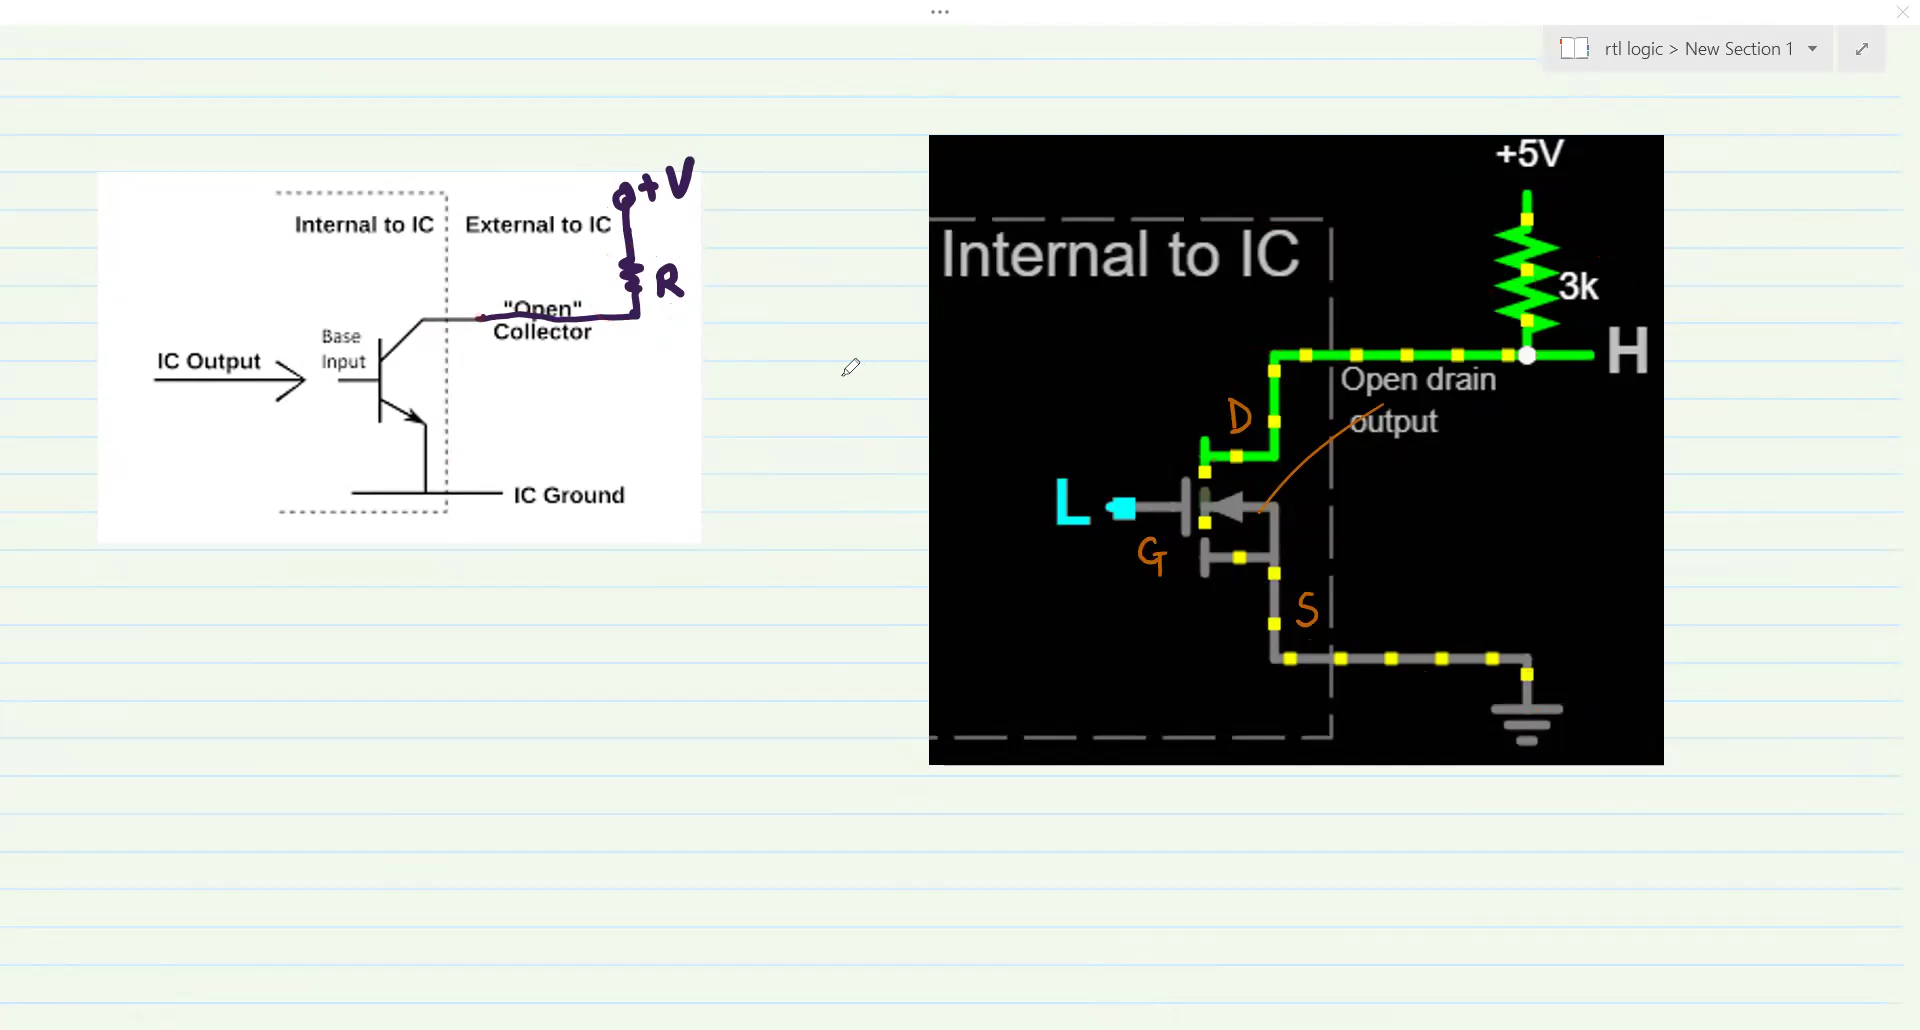 rtl logic > New Section 1
+V
Internal to IC
External to IC
R
"Open"
Collector
Base
Input
IC Output
IC Ground
+5V
Internal to IC
3k
H
Open drain
output
D
L
G
S